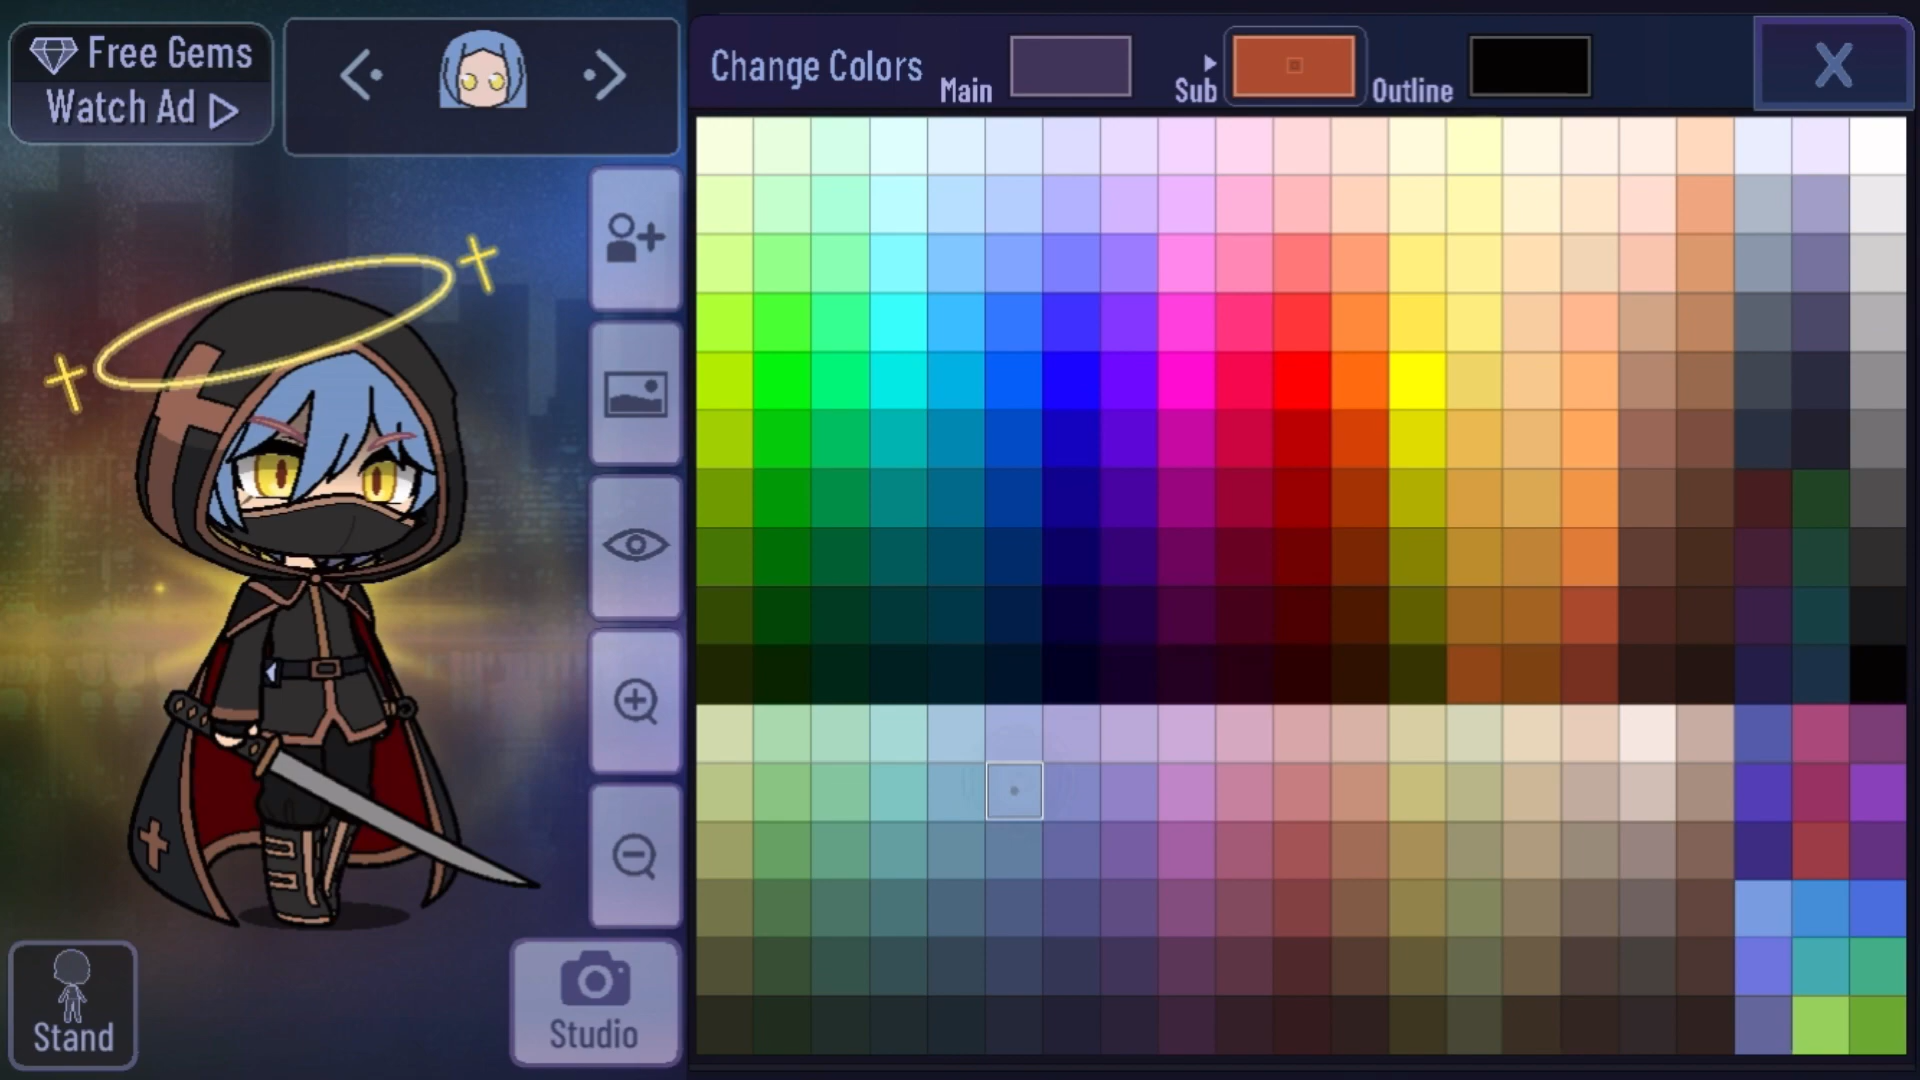 Free Gems
Watch Ad
Change Colors
Main
Sub
Outline
X
Stand
Studio